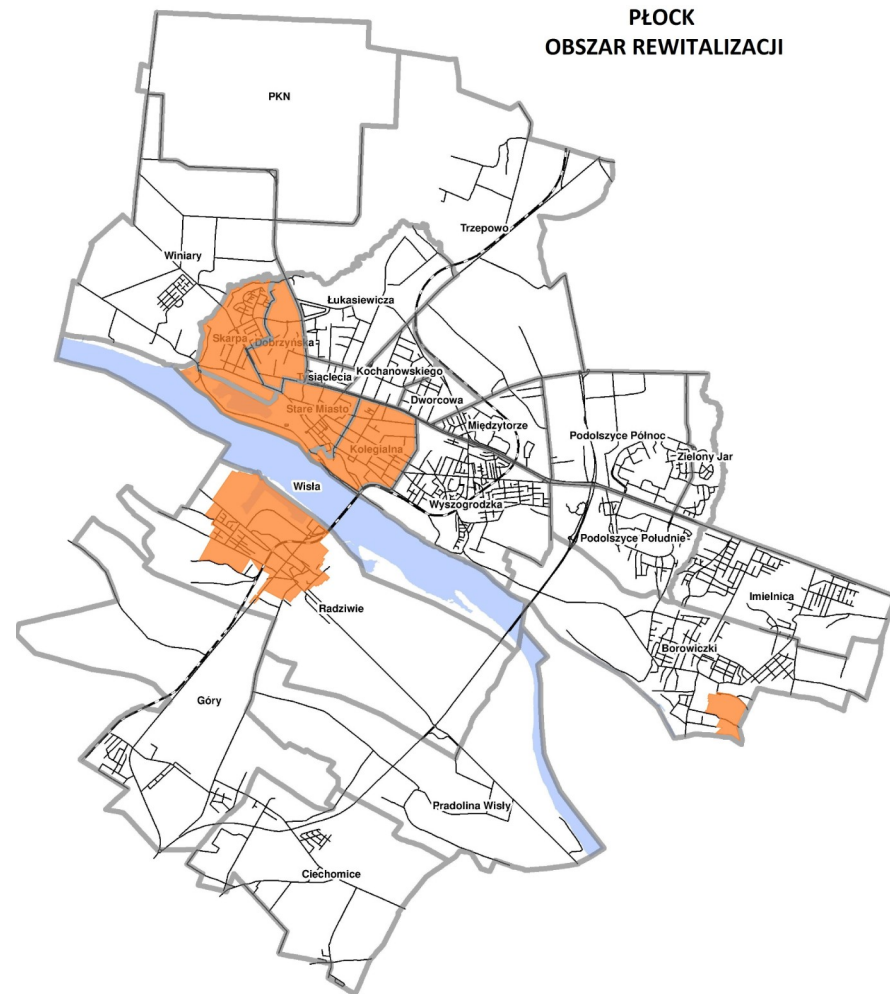 PŁOCK
OBSZAR REWITALIZACJI
PKN
Trzepowo
Winiary
Łukasiewicza
Skarpa
Dobrzyńska
Tysiąclecia
Kochanowskiego
Dworcowa
Stare Miasto
Międzytorze
Podolszyce Północ
Kolegialna
Zielony Jar
Wisła
Wyszogrodzka
Podolszyce Południe
Imielnica
Radziwie
Borowiczki
Góry
Pradolina Wisły
Ciechomice